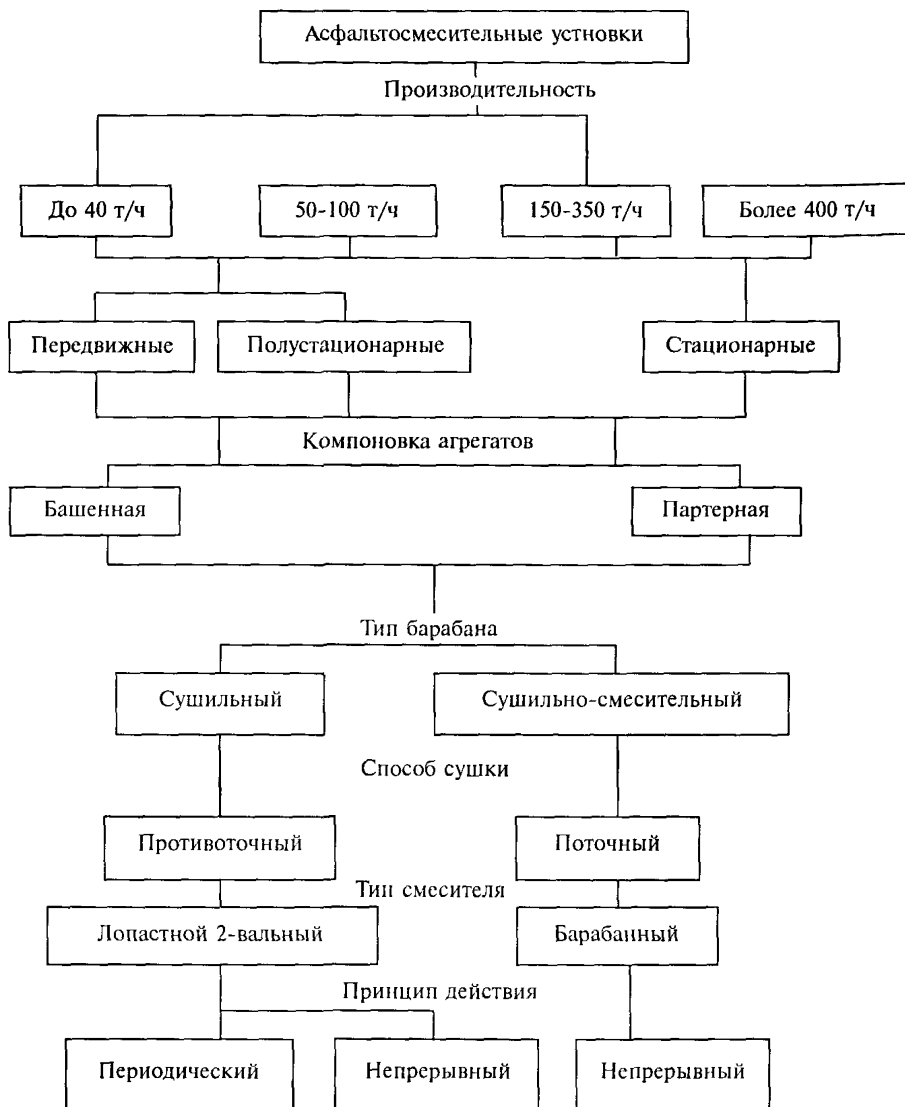 Асфальтосмесительные устновки
Производительность
До 40 т/ч
50-100 т/ч
150-350 т/ч
Более 400 т/ч
Передвижные
Полустационарные
Стационарные
Компоновка агрегатов
Башенная
Партерная
Тип барабана
Сушильный
Сушильно-смесительный
Способ сушки
Противоточный
Поточный
Тип смесителя
Лопастной 2-вальный
Барабанный
Принцип действия
Периодический
Непрерывный
Непрерывный